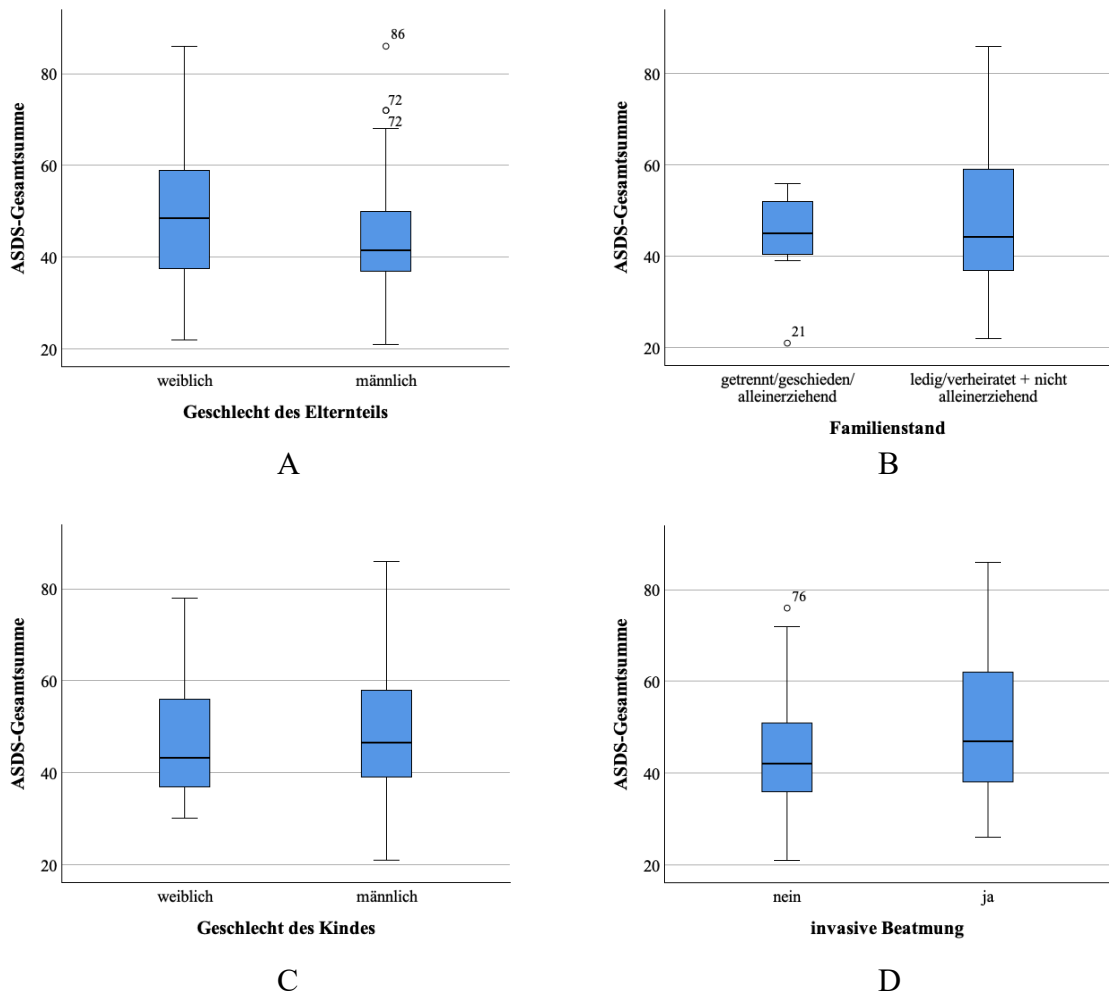 ASDS-Gesamtsumme
80
60
40
20
86
72
72
weiblich
männlich
Geschlecht des Elternteils
A
ASDS-Gesamtsumme
80
60
40
20
21
getrennt/geschieden/
alleinerziehend
ledig/verheiratet + nicht
alleinerziehend
Familienstand
B
ASDS-Gesamtsumme
80
60
40
20
weiblich
männlich
Geschlecht des Kindes
C
ASDS-Gesamtsumme
80
60
40
20
76
nein
ja
invasive Beatmung
D